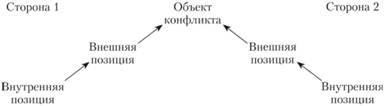 Сторона 1
Объект
конфликта
Сторона 2
Внешняя
позиция
Внешняя
позиция
Внутренняя
позиция
Внутренняя
позиция